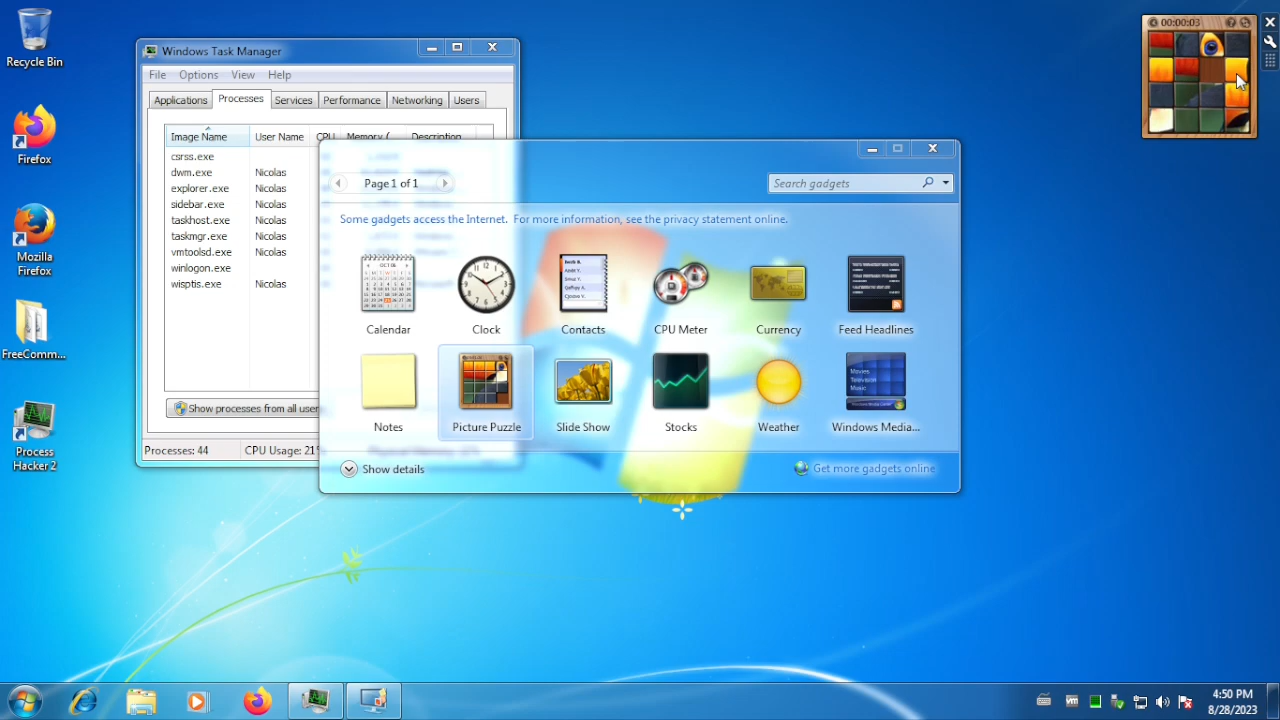 Recycle Bin
Firefox
Mozilla
Firefox
FreeComm...
Process
Hacker 2
Windows Task Manager
File Options View Help
Applications Processes Services Performance Networking Users
Image Name User Name CPU Memory ( Description
csrss.exe
dwm.exe Nicolas
explorer.exe Nicolas
sidebar.exe Nicolas
taskhost.exe Nicolas
taskmgr.exe Nicolas
vmtoolsd.exe Nicolas
winlogon.exe
.exe Nicolas
Show processes from all user
Processes: 44 CPU Usage: 21%
Page 1 of 1
Search gadgets
Some gadgets access the Internet. For more information, see the privacy statement online.
Calendar Clock Contacts CPU Meter Currency Feed Headlines
Notes Picture Puzzle Slide Show Stocks Weather Windows Media...
Movies
Television
Music
Show details
Get more gadgets online
00:00:03
4:50 PM
8/28/2023